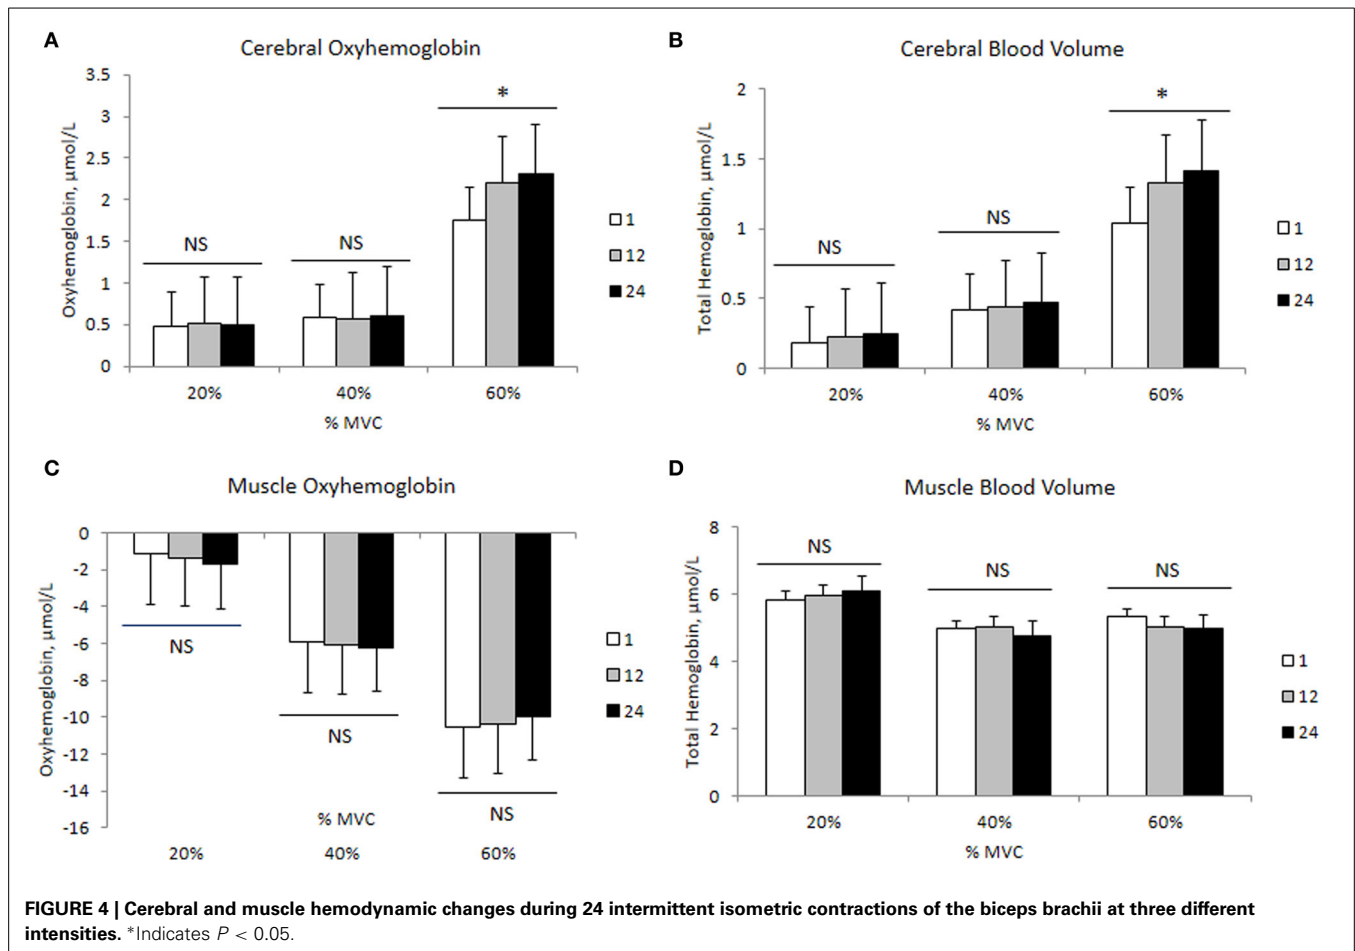 A
Cerebral Oxyhemoglobin
3.5
3
2.5
2
1.5
1
0.5
0
Oxyhemoglobin, µmol/L
NS
NS
*
20%
40%
60%
% MVC
1
12
24
B
Cerebral Blood Volume
2
1.5
1
0.5
0
Total Hemoglobin, µmol/L
NS
NS
*
20%
40%
60%
% MVC
1
12
24
C
Muscle Oxyhemoglobin
0
-2
-4
-6
-8
-10
-12
-14
-16
Oxyhemoglobin, µmol/L
NS
NS
NS
% MVC
20%
40%
60%
1
12
24
D
Muscle Blood Volume
8
6
4
2
0
Total Hemoglobin, µmol/L
NS
NS
NS
20%
40%
60%
% MVC
1
12
24
FIGURE 4 | Cerebral and muscle hemodynamic changes during 24 intermittent isometric contractions of the biceps brachii at three different
intensities. *Indicates P < 0.05.